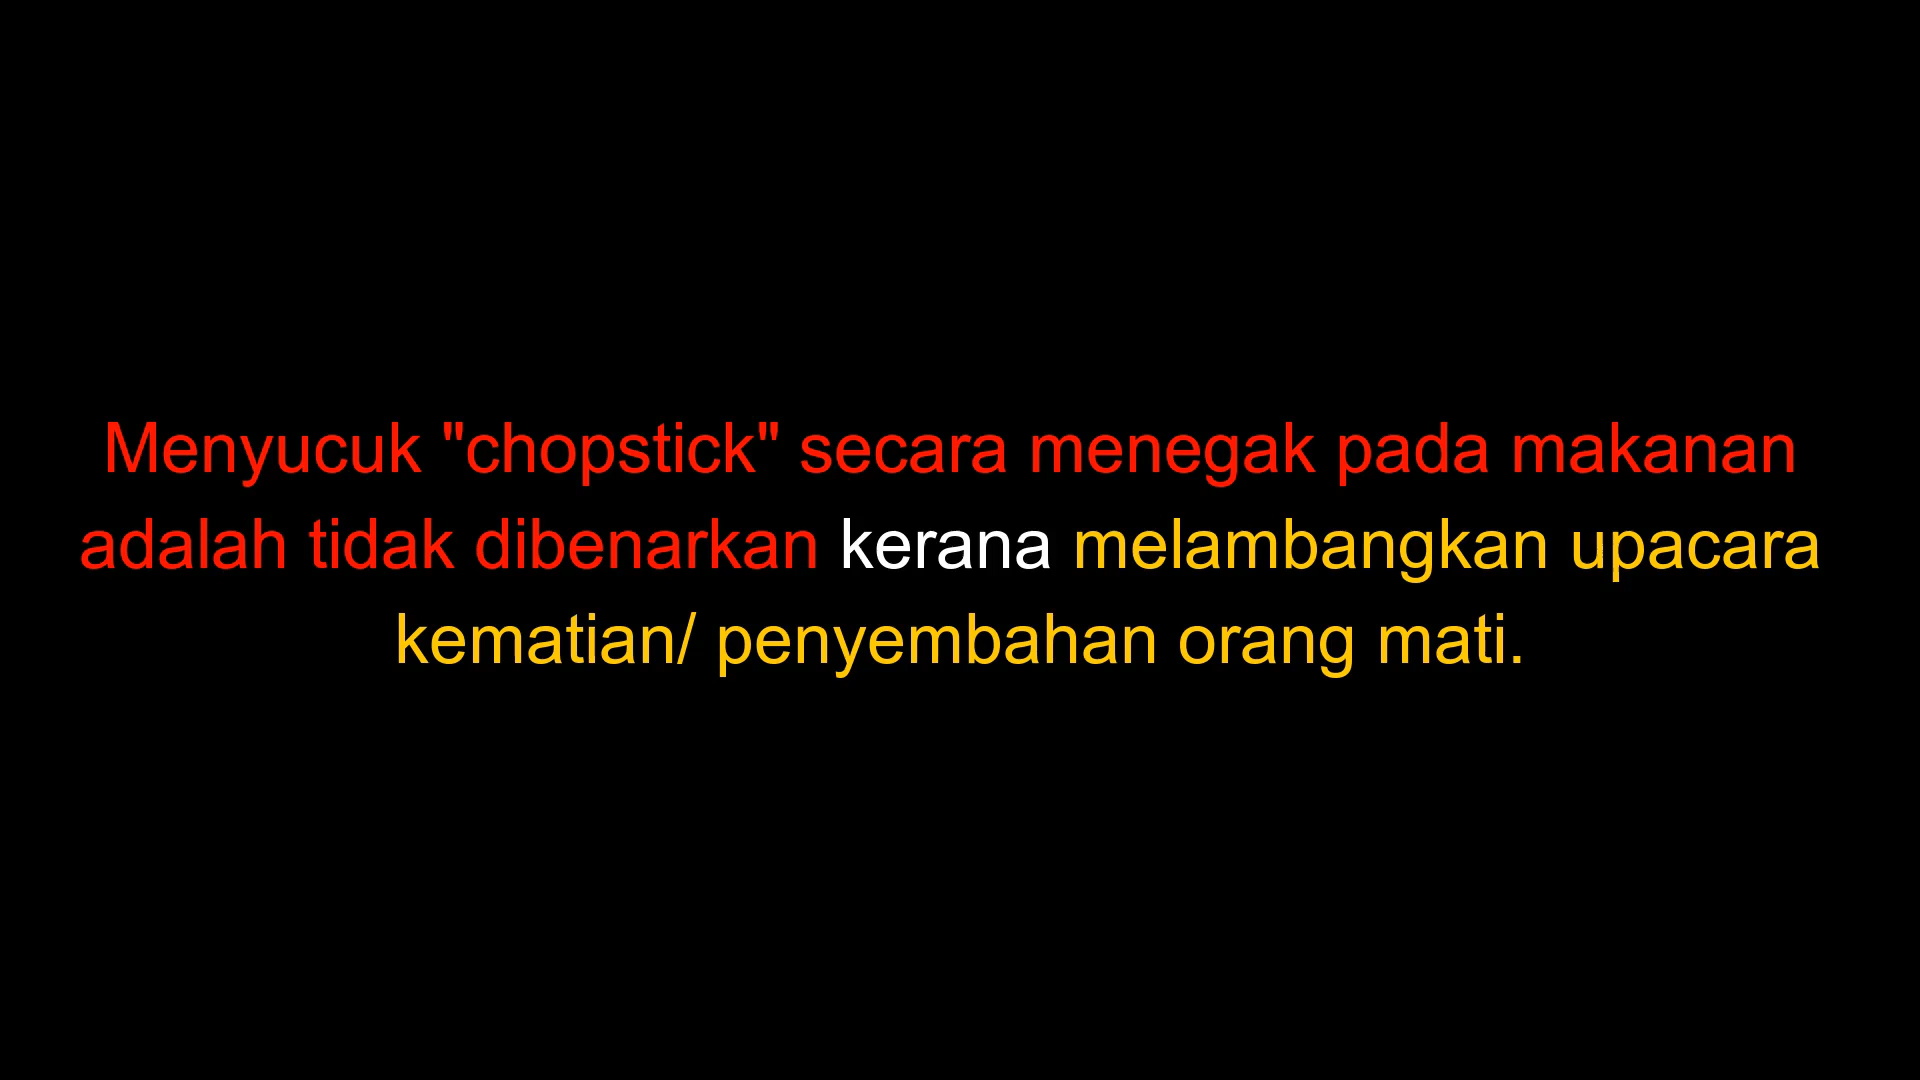 Menyucuk "chopstick" secara menegak pada makanan
adalah tidak dibenarkan kerana melambangkan upacara
kematian/ penyembahan orang mati.